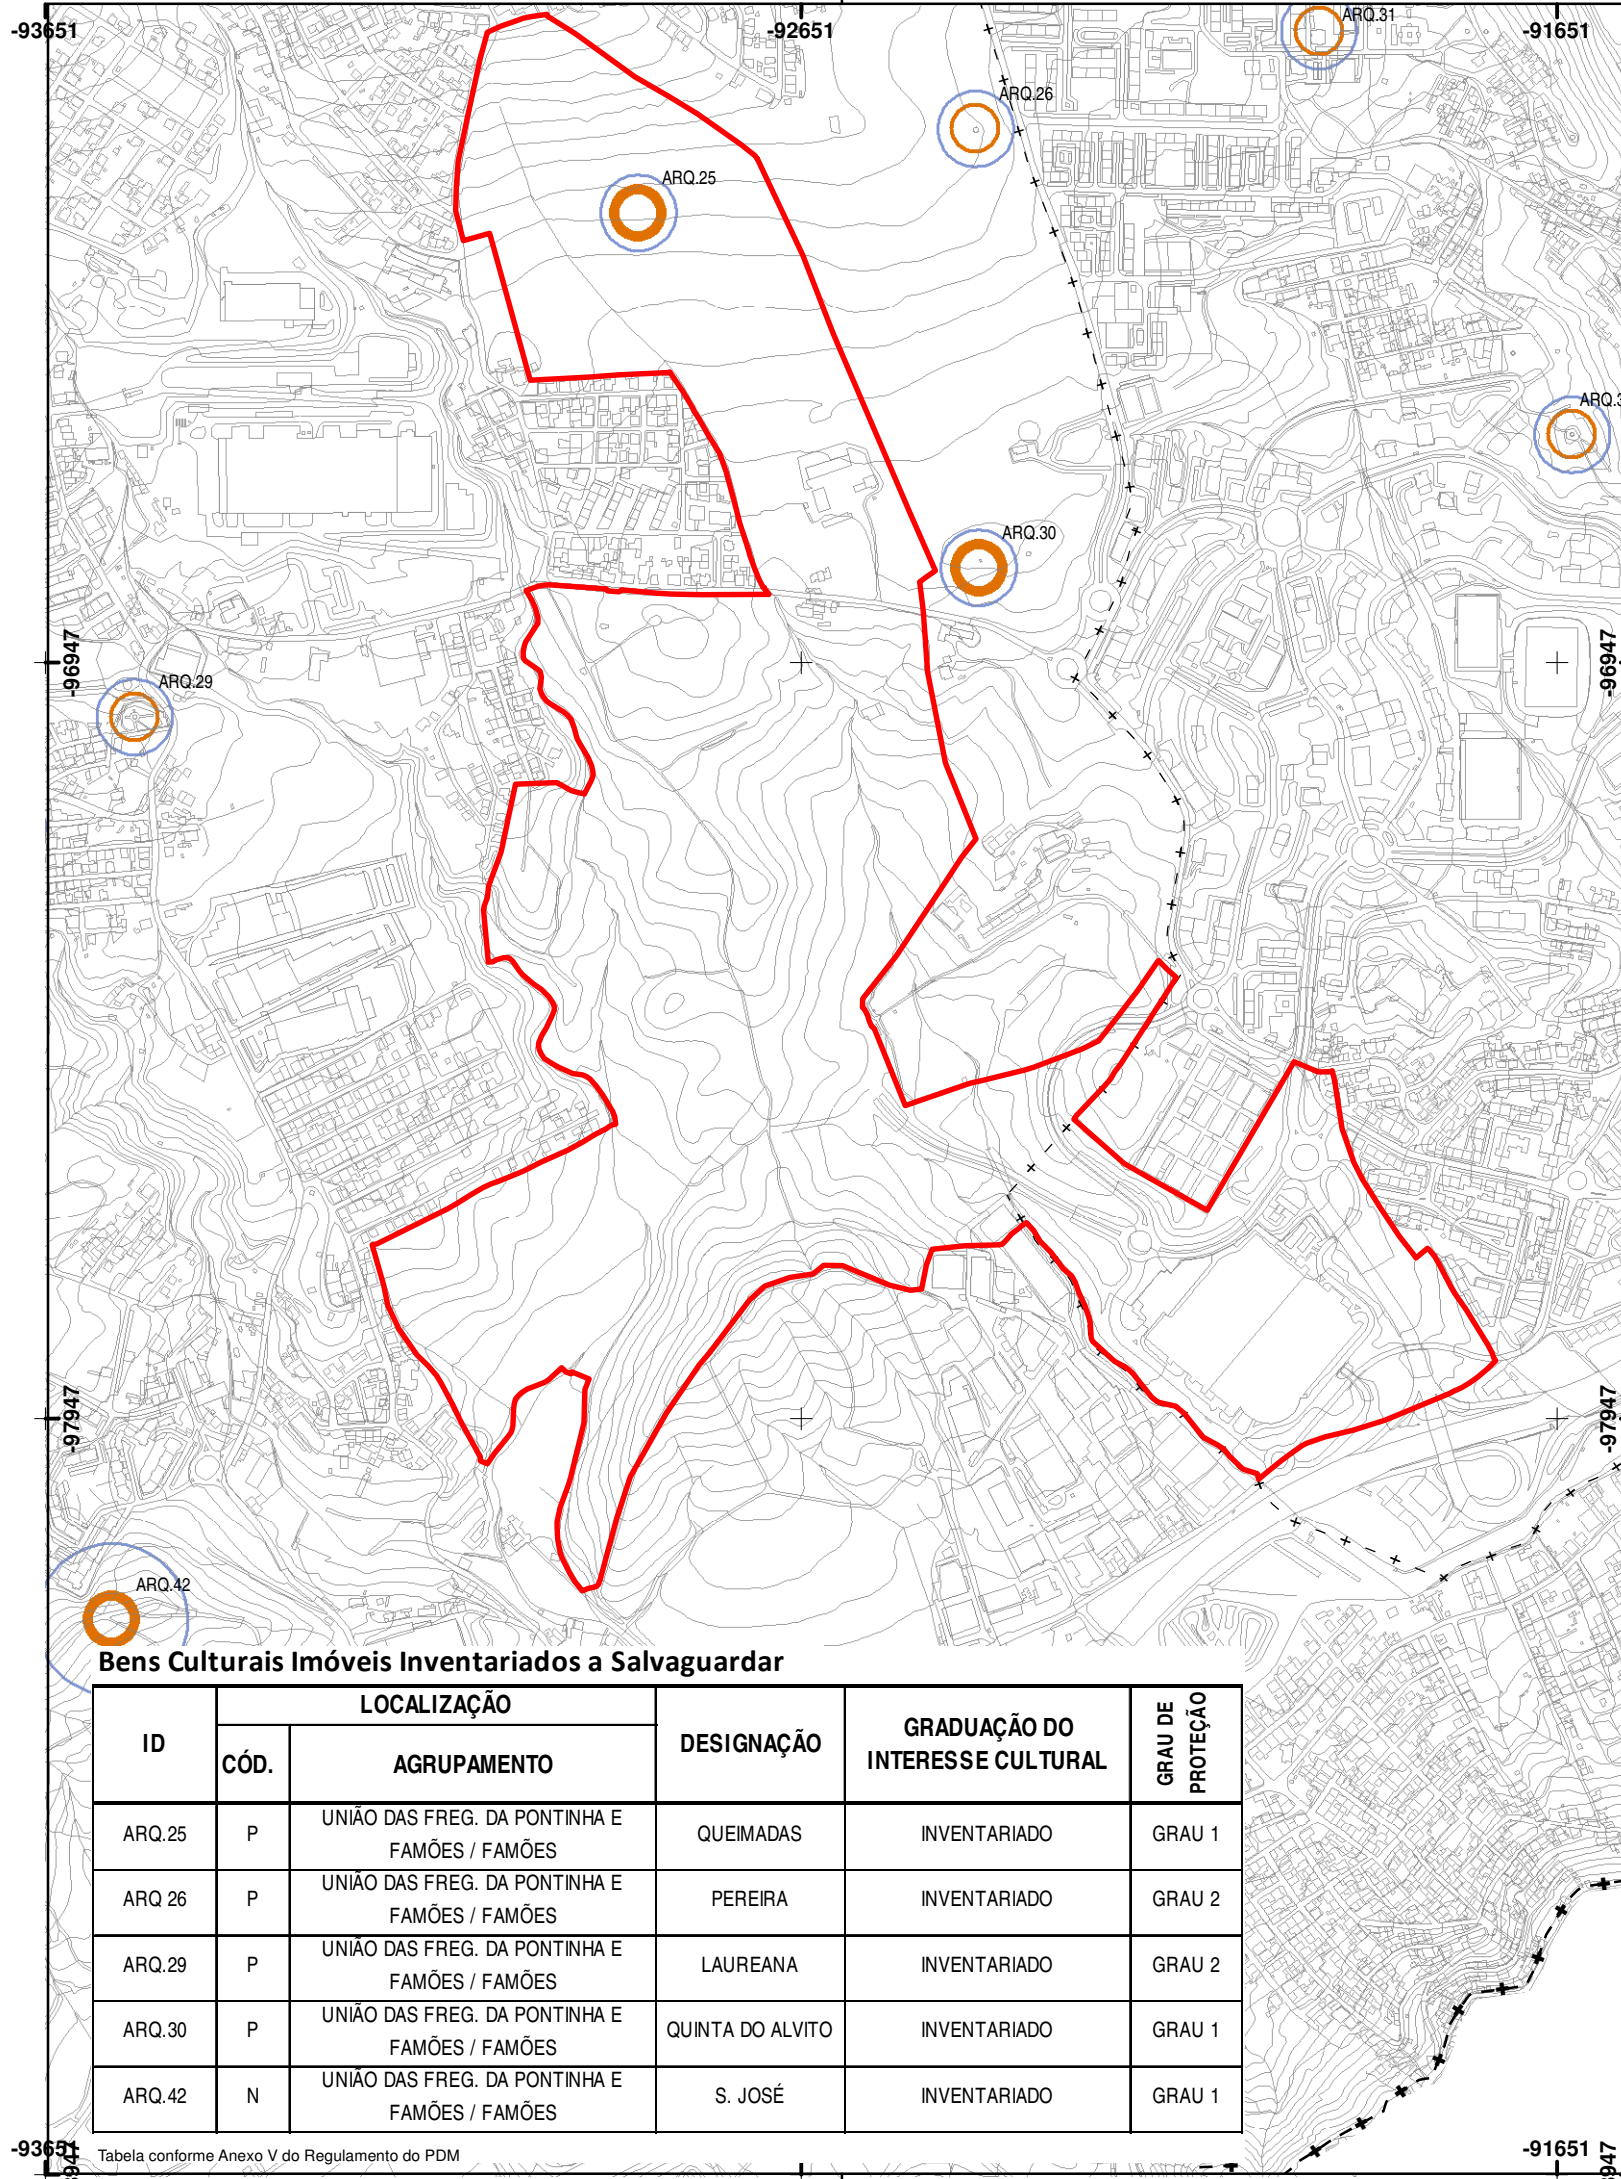 -93651
-92651
-91651
ARQ.31
ARQ.26
ARQ.25
ARQ.3
ARQ.30
-96947
-96947
ARQ.29
-97947
-97947
ARQ.42
Bens Culturais Imóveis Inventariados a Salvaguardar
ID
LOCALIZAÇÃO
CÓD.
AGRUPAMENTO
DESIGNAÇÃO
GRADUAÇÃO DO
INTERESSE CULTURAL
GRAU DE
PROTEÇÃO
ARQ.25
P
UNIÃO DAS FREG. DA PONTINHA E
FAMÕES / FAMÕES
QUEIMADAS
INVENTARIADO
GRAU 1
ARQ 26
P
UNIÃO DAS FREG. DA PONTINHA E
FAMÕES / FAMÕES
PEREIRA
INVENTARIADO
GRAU 2
ARQ.29
P
UNIÃO DAS FREG. DA PONTINHA E
FAMÕES / FAMÕES
LAUREANA
INVENTARIADO
GRAU 2
ARQ.30
P
UNIÃO DAS FREG. DA PONTINHA E
FAMÕES / FAMÕES
QUINTA DO ALVITO
INVENTARIADO
GRAU 1
ARQ.42
N
UNIÃO DAS FREG. DA PONTINHA E
FAMÕES / FAMÕES
S. JOSÉ
INVENTARIADO
GRAU 1
-93651
Tabela conforme Anexo V do Regulamento do PDM
-91651